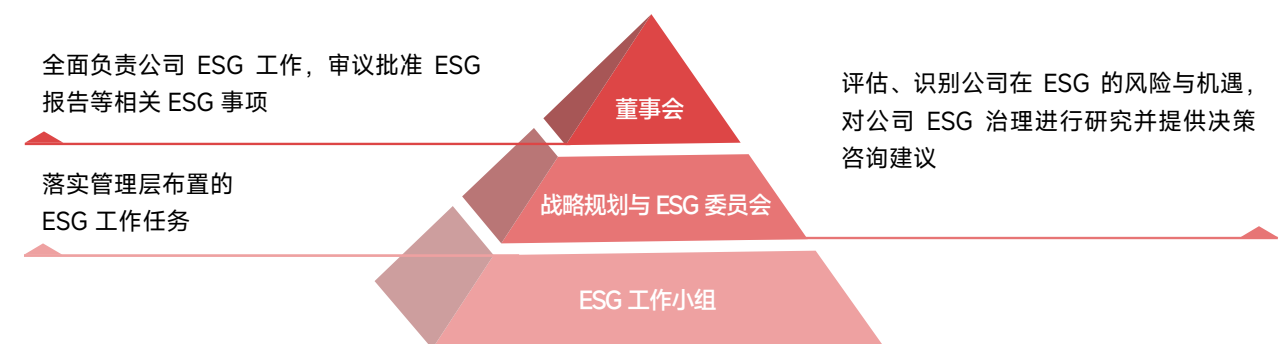 全面负责公司 ESG 工作，审议批准 ESG
报告等相关 ESG 事项
落实管理层布置的
ESG 工作任务
董事会
战略规划与 ESG 委员会
ESG 工作小组
评估、识别公司在 ESG 的风险与机遇，
对公司 ESG 治理进行研究并提供决策
咨询建议